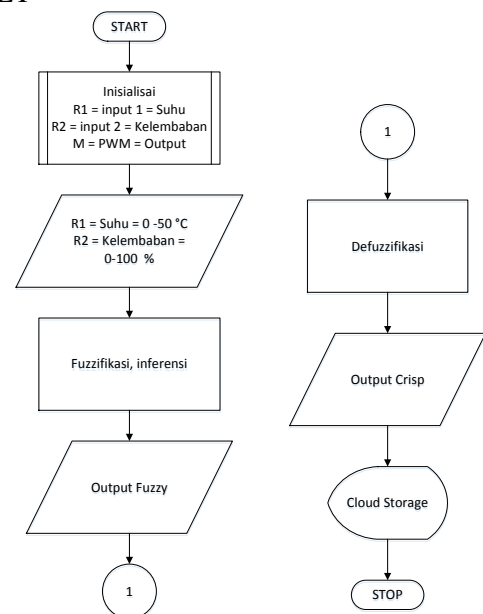 START
Inisialisai
R1 = input 1 = Suhu
R2 = input 2 = Kelembaban
M = PWM = Output
R1 = Suhu = 0 -50 °C
R2 = Kelembaban =
0-100 %
Fuzzifikasi, inferensi
Output Fuzzy
1
1
Defuzzifikasi
Output Crisp
Cloud Storage
STOP